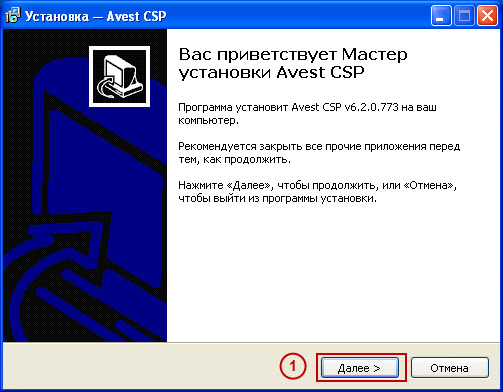 Установка — Avest CSP
Вас приветствует Мастер
установки Avest CSP
Программа установит Avest CSP v6.2.0.773 на ваш
компьютер.
Рекомендуется закрыть все прочие приложения перед
тем, как продолжить.
Нажмите «Далее», чтобы продолжить, или «Отмена»,
чтобы выйти из программы установки.
1
Далее >
Отмена